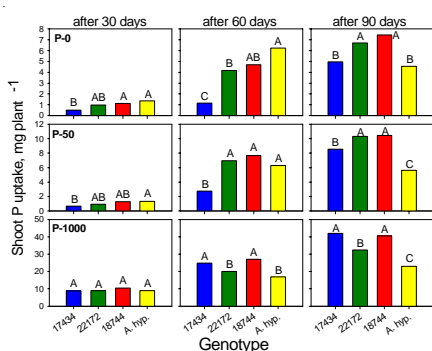 after 30 days after 60 days after 90 days
Shoot P uptake, mg plant -1
8
7
6
5
4
3
2
1
0
P-0
B AB AB A
C B AB A
B A A B
12
10
8
6
4
2
0
P-50
B AB AB A
B A A A
B A A C
50
40
30
20
10
0
P-1000
A A A A
A B A B
A B A C
17434 22172 18744 A. hyp. 17434 22172 18744 A. hyp. 17434 22172 18744 A. hyp.
Genotype